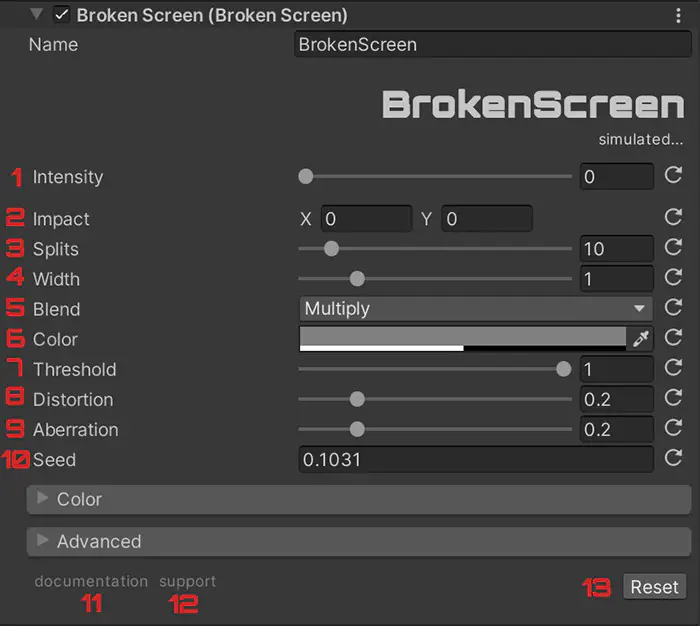 Broken Screen (Broken Screen)
Name BrokenScreen
BrokenScreen
simulated...
1 Intensity 0
2 Impact X 0 Y 0
3 Splits 10
4 Width 1
5 Blend Multiply
6 Color
7 Threshold 1
8 Distortion 0.2
9 Aberration 0.2
10 Seed 0.1031
Color
Advanced
documentation support 13 Reset
11 12